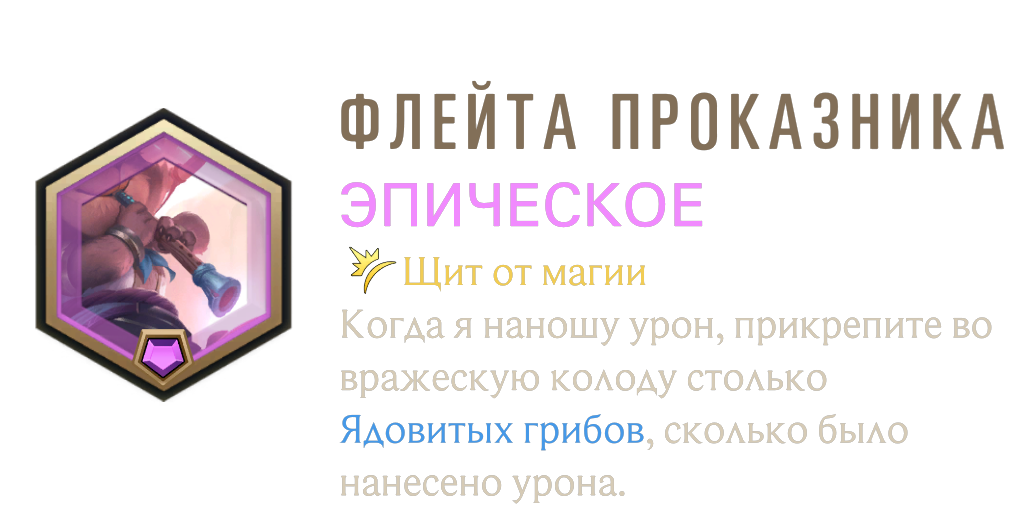 ФЛЕЙТА ПРОКАЗНИКА
ЭПИЧЕСКОЕ
Щит от магии
Когда я наношу урон, прикрепите во
вражескую колоду столько
Ядовитых грибов, сколько было
нанесено урона.